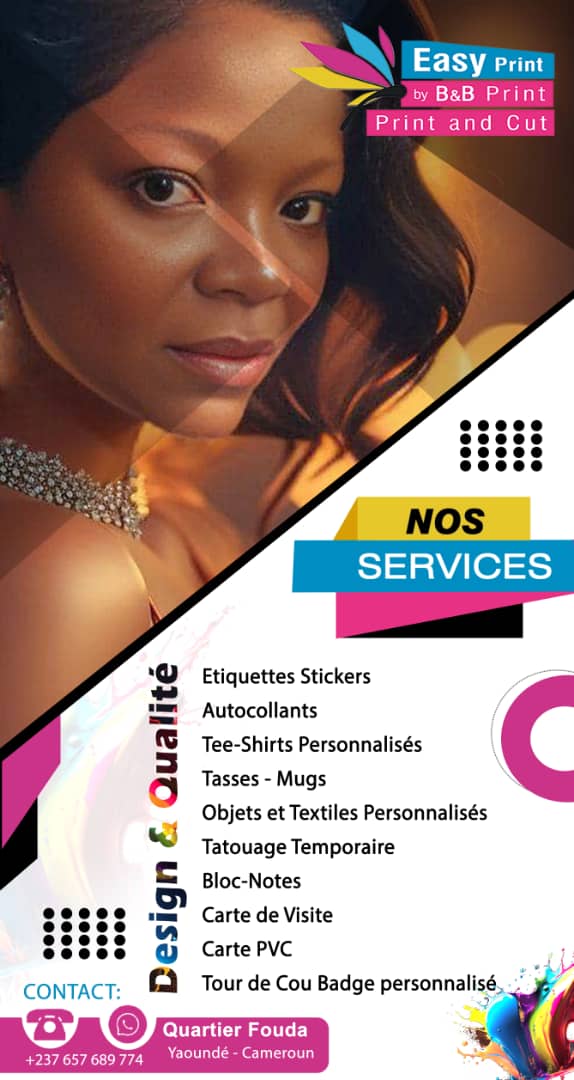 Easy Print
by B&B Print
Print and Cut
NOS
SERVICES
Design & Qualité
Etiquettes Stickers
Autocollants
Tee-Shirts Personnalisés
Tasses - Mugs
Objets et Textiles Personnalisés
Tatouage Temporaire
Bloc-Notes
Carte de Visite
Carte PVC
Tour de Cou Badge personnalisé
CONTACT:
+237 657 689 774
Quartier Fouda
Yaoundé - Cameroun